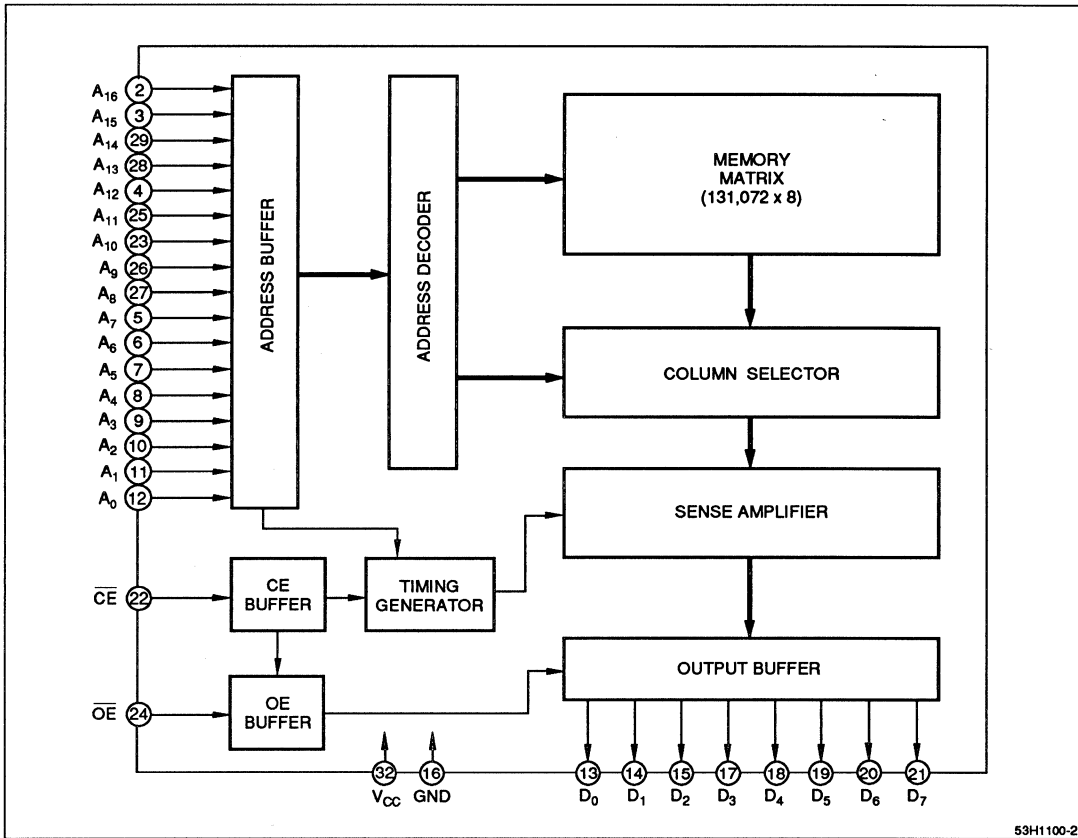 A16 2
A15 3
A14 29
A13 28
A12 4
A11 25
A10 23
A9 26
A8 27
A7 5
A6 6
A5 7
A4 8
A3 9
A2 10
A1 11
A0 12
ADDRESS BUFFER
ADDRESS DECODER
MEMORY
MATRIX
(131,072 x 8)
COLUMN SELECTOR
SENSE AMPLIFIER
C̅E̅ 22
CE
BUFFER
TIMING
GENERATOR
O̅E̅ 24
OE
BUFFER
OUTPUT BUFFER
32 16 13 14 15 17 18 19 20 21
VCC GND D0 D1 D2 D3 D4 D5 D6 D7
53H1100-2